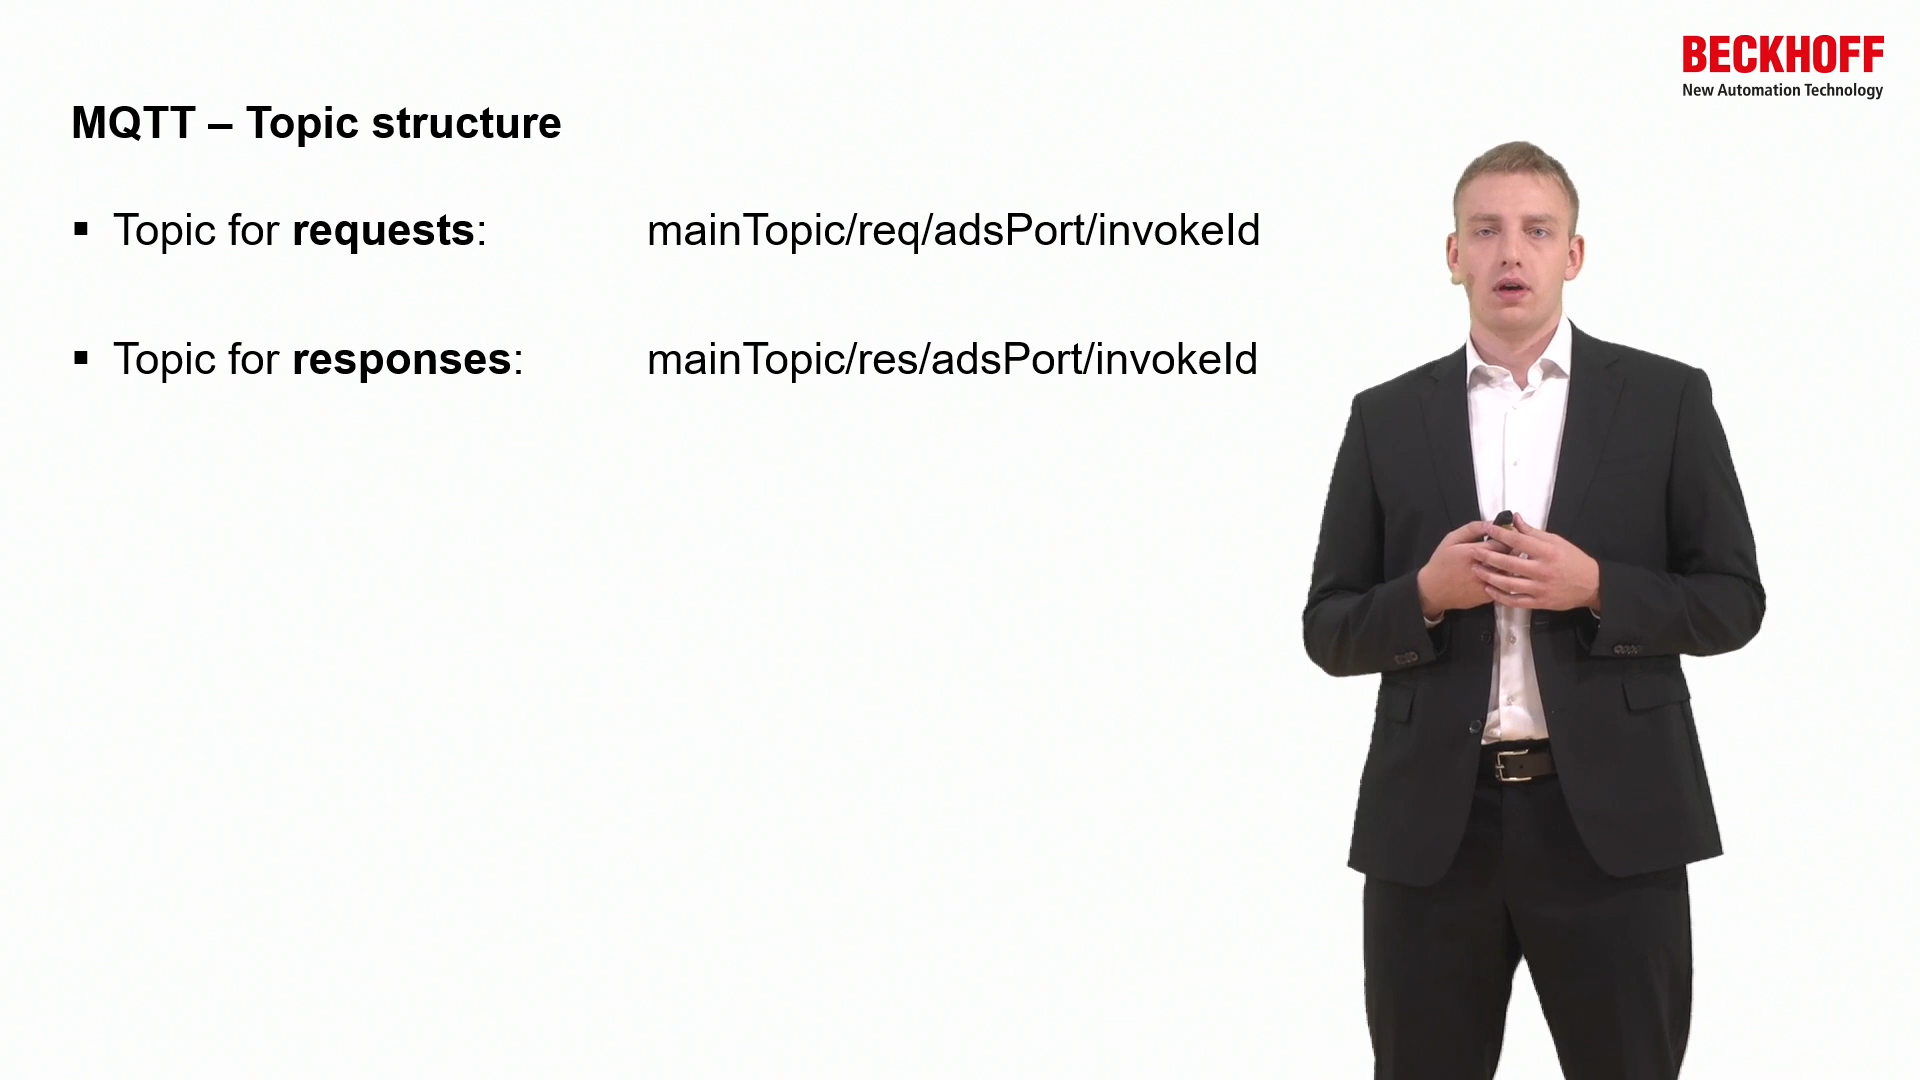 BECKHOFF
New Automation Technology
MQTT – Topic structure
▪ Topic for requests: mainTopic/req/adsPort/invokeId
▪ Topic for responses: mainTopic/res/adsPort/invokeId